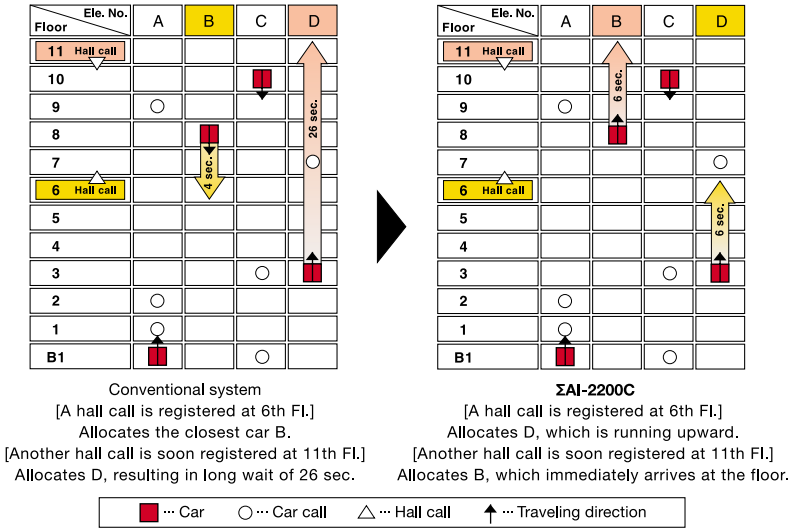 Ele. No.
Floor
A
B
C
D
11 Hall call
10
9
8
7
6 Hall call
5
4
3
2
1
B1
4 sec.
26 sec.
Conventional system
[A hall call is registered at 6th Fl.]
Allocates the closest car B.
[Another hall call is soon registered at 11th Fl.]
Allocates D, resulting in long wait of 26 sec.
Ele. No.
Floor
A
B
C
D
11 Hall call
10
9
8
7
6 Hall call
5
4
3
2
1
B1
6 sec.
6 sec.
ΣAI-2200C
[A hall call is registered at 6th Fl.]
Allocates D, which is running upward.
[Another hall call is soon registered at 11th Fl.]
Allocates B, which immediately arrives at the floor.
··· Car ··· Car call ··· Hall call ··· Traveling direction